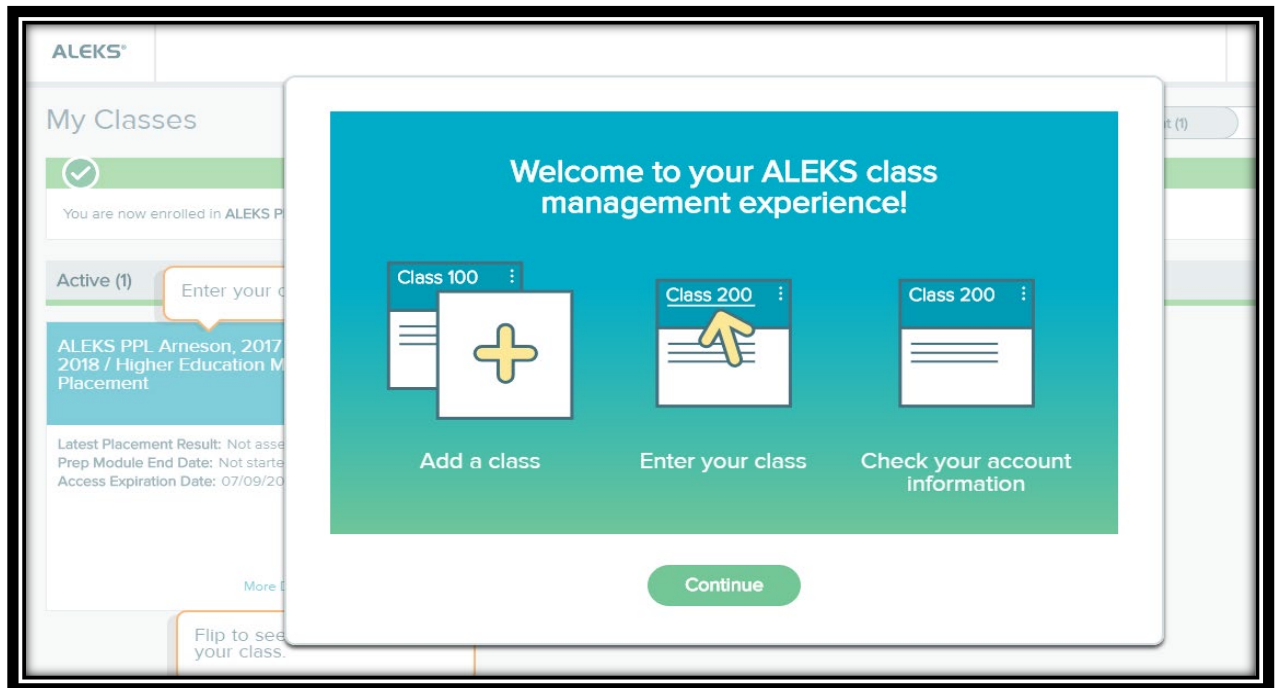 ALEKS®
My Classes
t (1)
You are now enrolled in ALEKS P
Active (1)
Enter your c
ALEKS PPL Arneson, 2017
2018 / Higher Education M
Placement
Latest Placement Result: Not asse
Prep Module End Date: Not starte
Access Expiration Date: 07/09/20
More D
Flip to see
your class.
Welcome to your ALEKS class
management experience!
Class 100
Class 200
Class 200
Add a class
Enter your class
Check your account
information
Continue